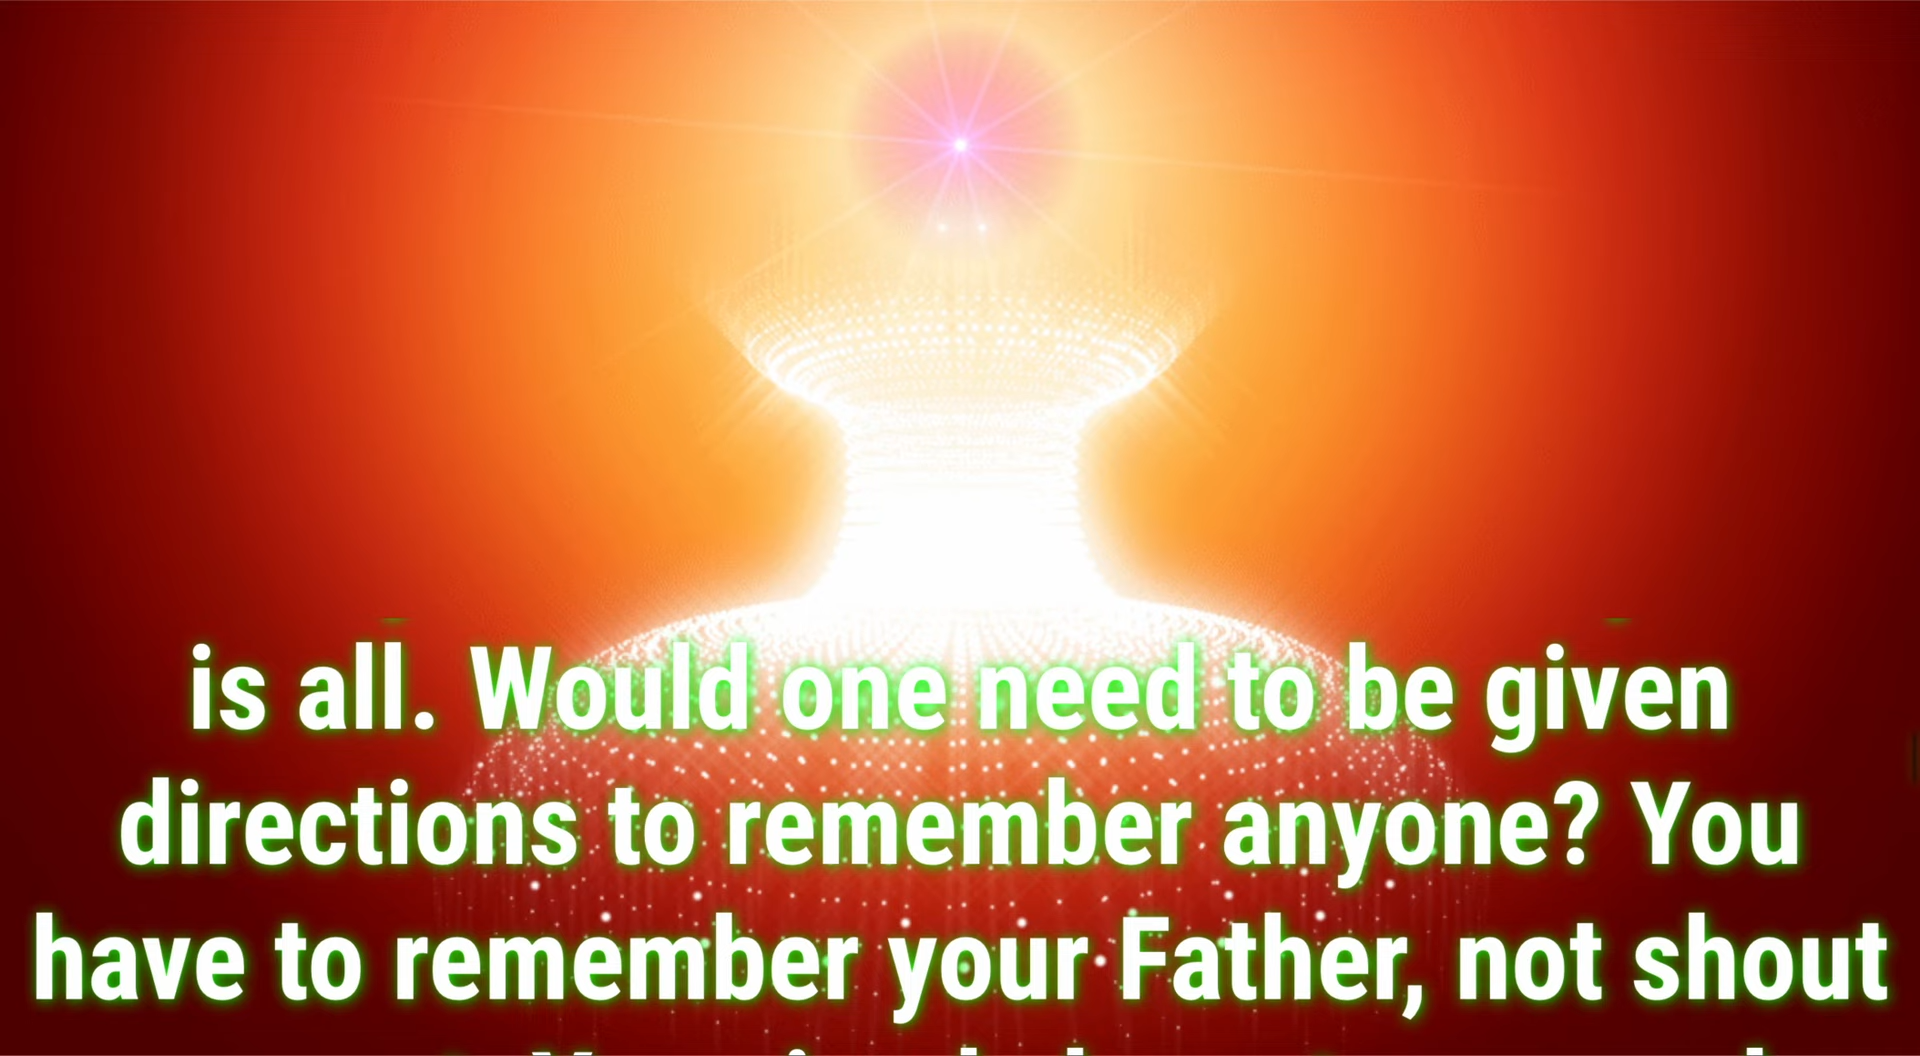 is all. Would one need to be given
directions to remember anyone? You
have to remember your Father, not shout